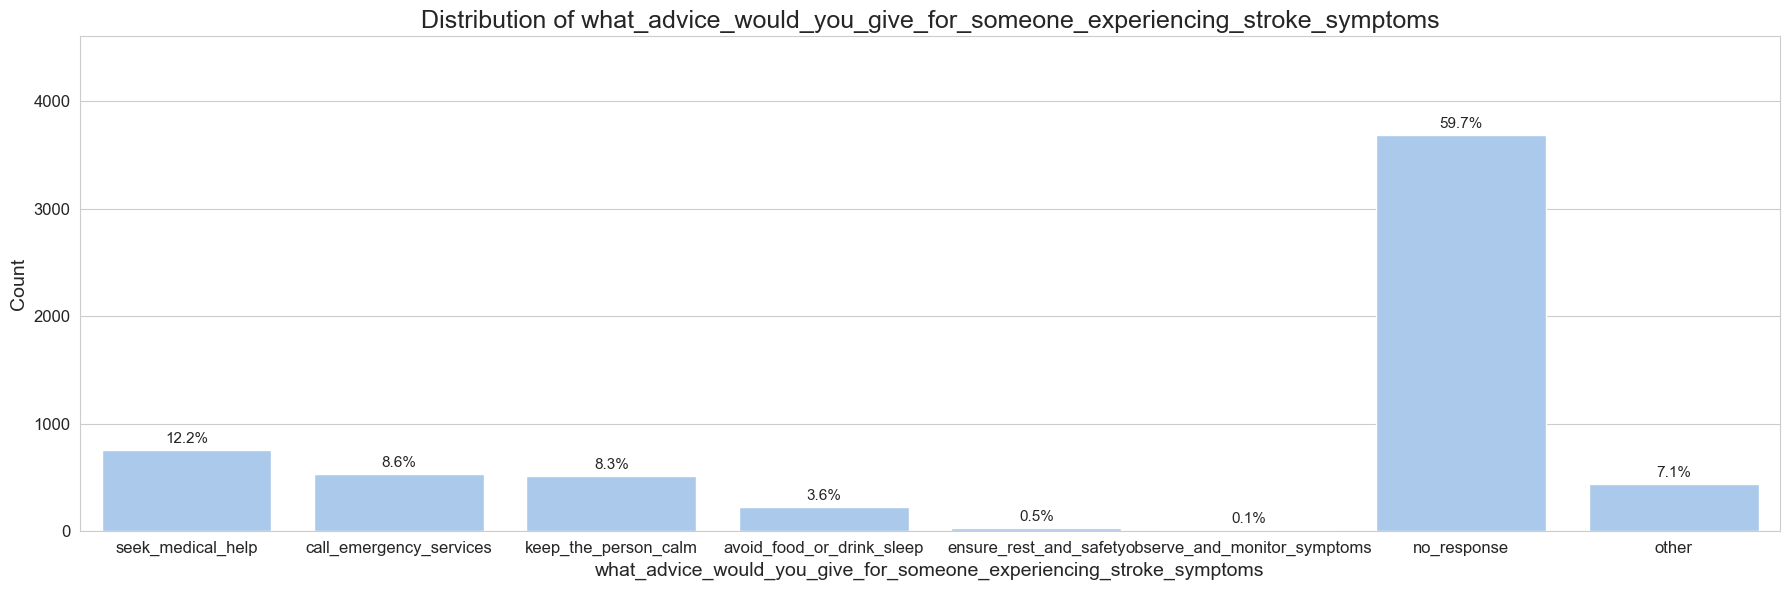 Distribution of what_advice_would_you_give_for_someone_experiencing_stroke_symptoms
Count
4000
3000
2000
1000
0
12.2%
8.6%
8.3%
3.6%
0.5%
0.1%
59.7%
7.1%
seek_medical_help
call_emergency_services
keep_the_person_calm
avoid_food_or_drink_sleep
ensure_rest_and_safety
observe_and_monitor_symptoms
no_response
other
what_advice_would_you_give_for_someone_experiencing_stroke_symptoms